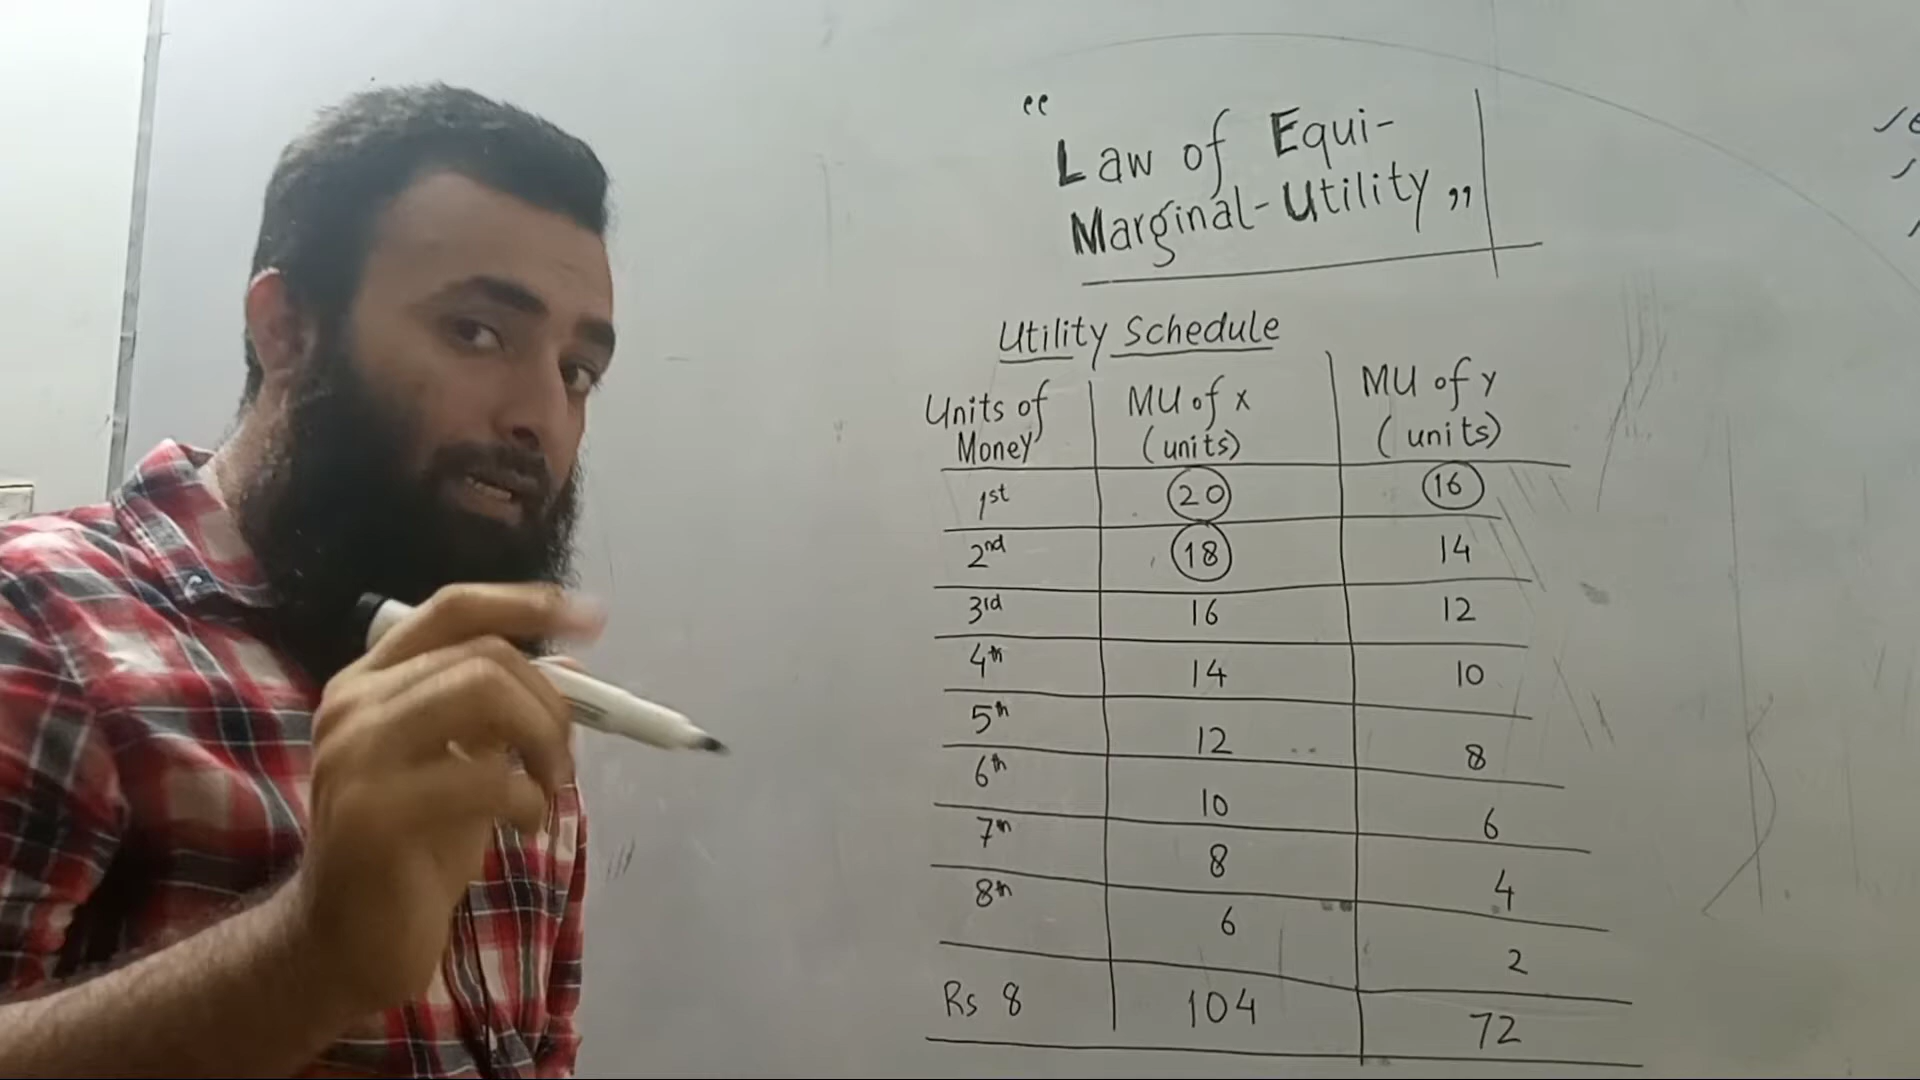 “
Law of Equi-
Marginal-Utility”
Utility Schedule
Units of Money MU of x (units) MU of y (units)
1st 20 16
2nd 18 14
3rd 16 12
4th 14 10
5th 12 8
6th 10 6
7th 8 4
8th 6 2
Rs 8 104 72